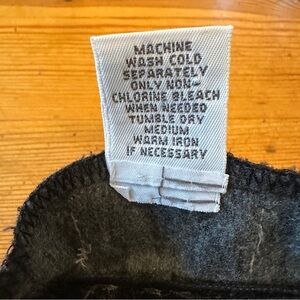 MACHINE
WASH COLD
SEPARATELY
ONLY NON-
CHLORINE BLEACH
WHEN NEEDED
TUMBLE DRY
MEDIUM
WARM IRON
IF NECESSARY